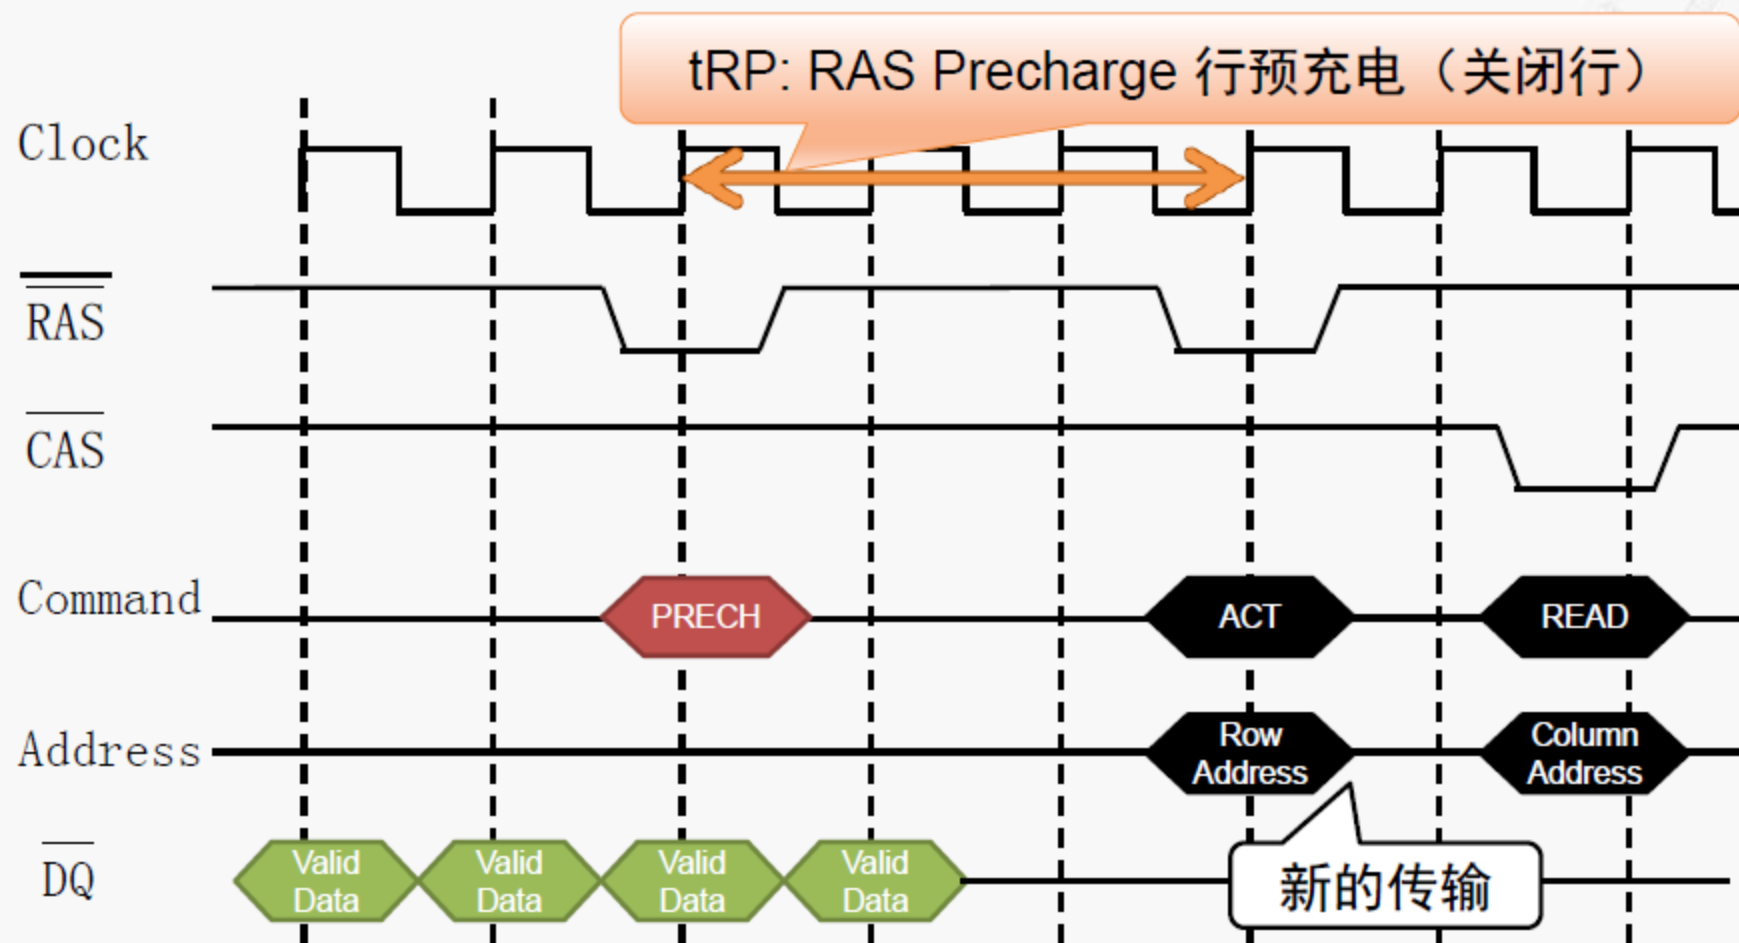 tRP: RAS Precharge 行预充电（关闭行）
Clock
RAS
CAS
Command
PRECH
ACT
READ
Address
Row
Address
Column
Address
DQ
Valid
Data
Valid
Data
Valid
Data
Valid
Data
新的传输